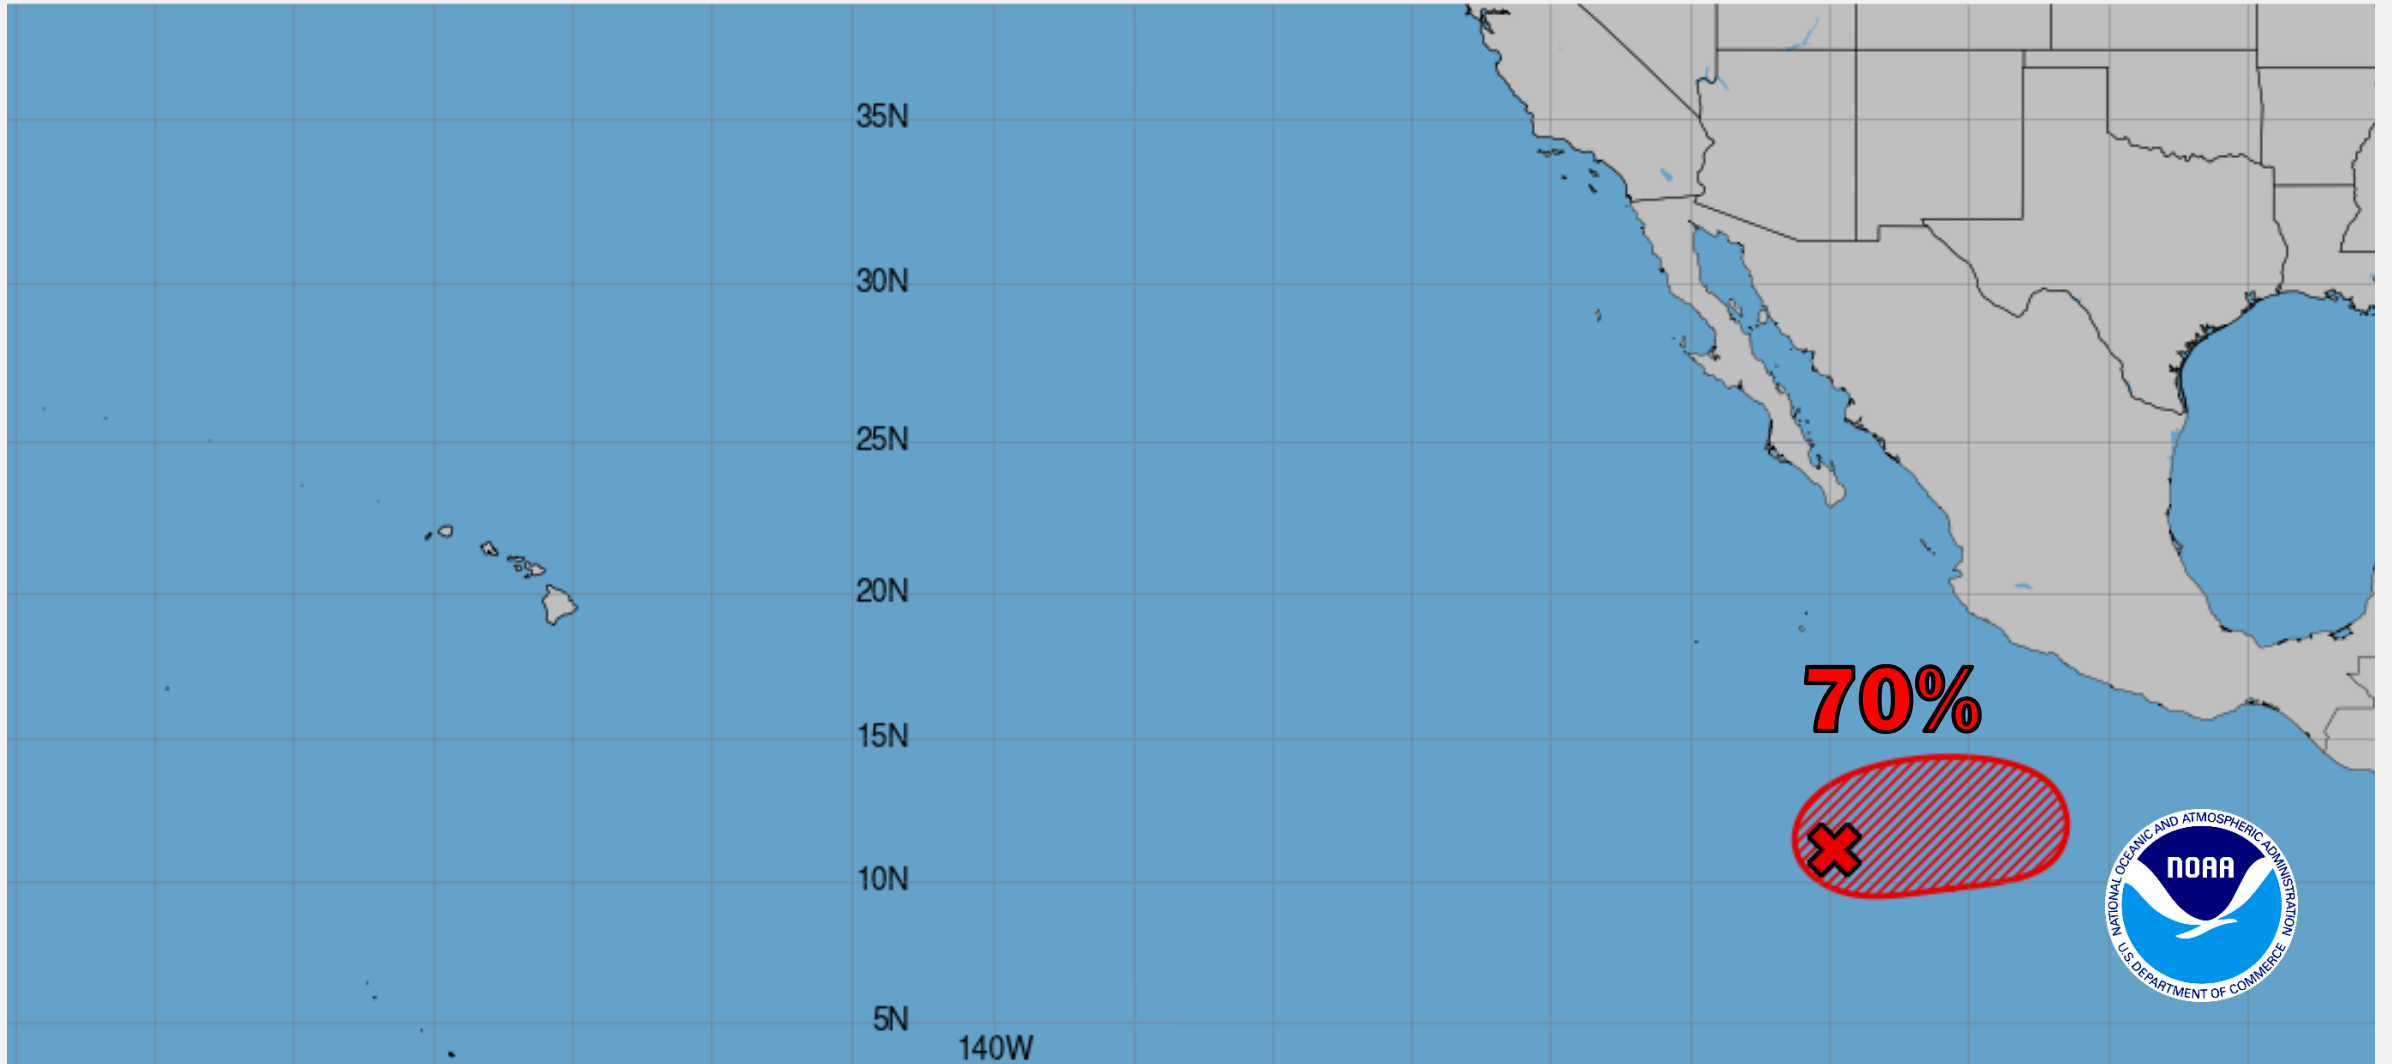 35N
30N
25N
20N
70%
15N
10N
5N
140W
NATIONAL OCEANIC AND ATMOSPHERIC ADMINISTRATION
NOAA
U.S. DEPARTMENT OF COMMERCE